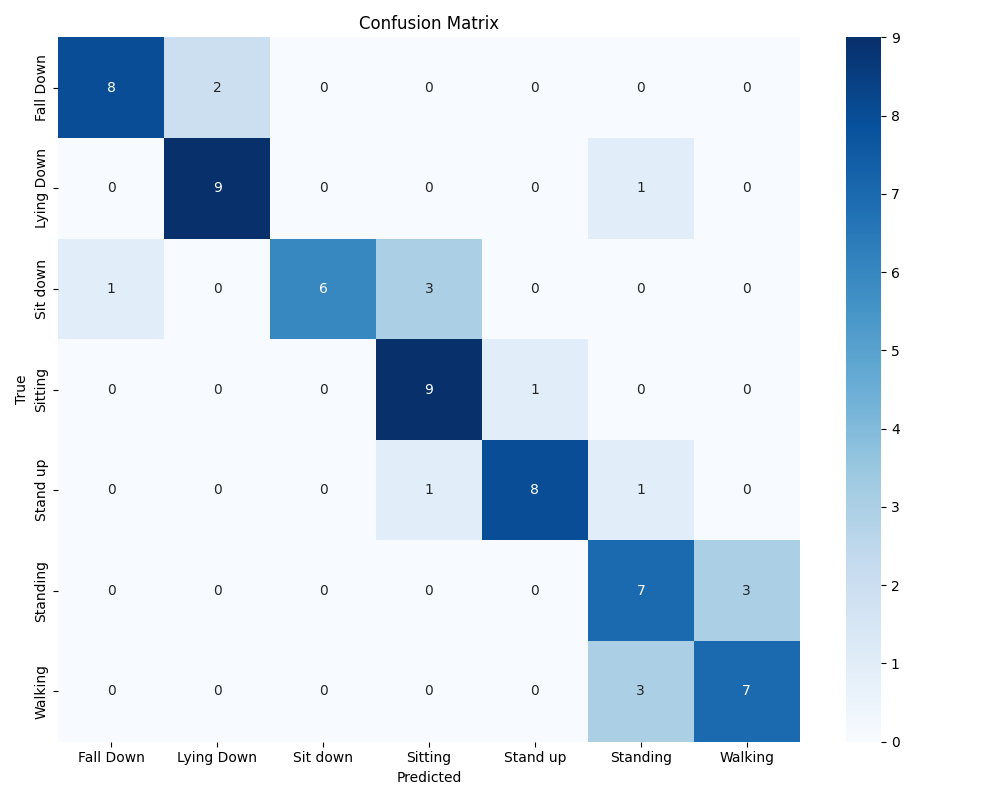 Confusion Matrix
Fall Down 8 2 0 0 0 0 0
Lying Down 0 9 0 0 0 1 0
Sit down 1 0 6 3 0 0 0
Sitting 0 0 0 9 1 0 0
Stand up 0 0 0 1 8 1 0
Standing 0 0 0 0 0 7 3
Walking 0 0 0 0 0 3 7
True
Fall Down Lying Down Sit down Sitting Stand up Standing Walking
Predicted
9
8
7
6
5
4
3
2
1
0